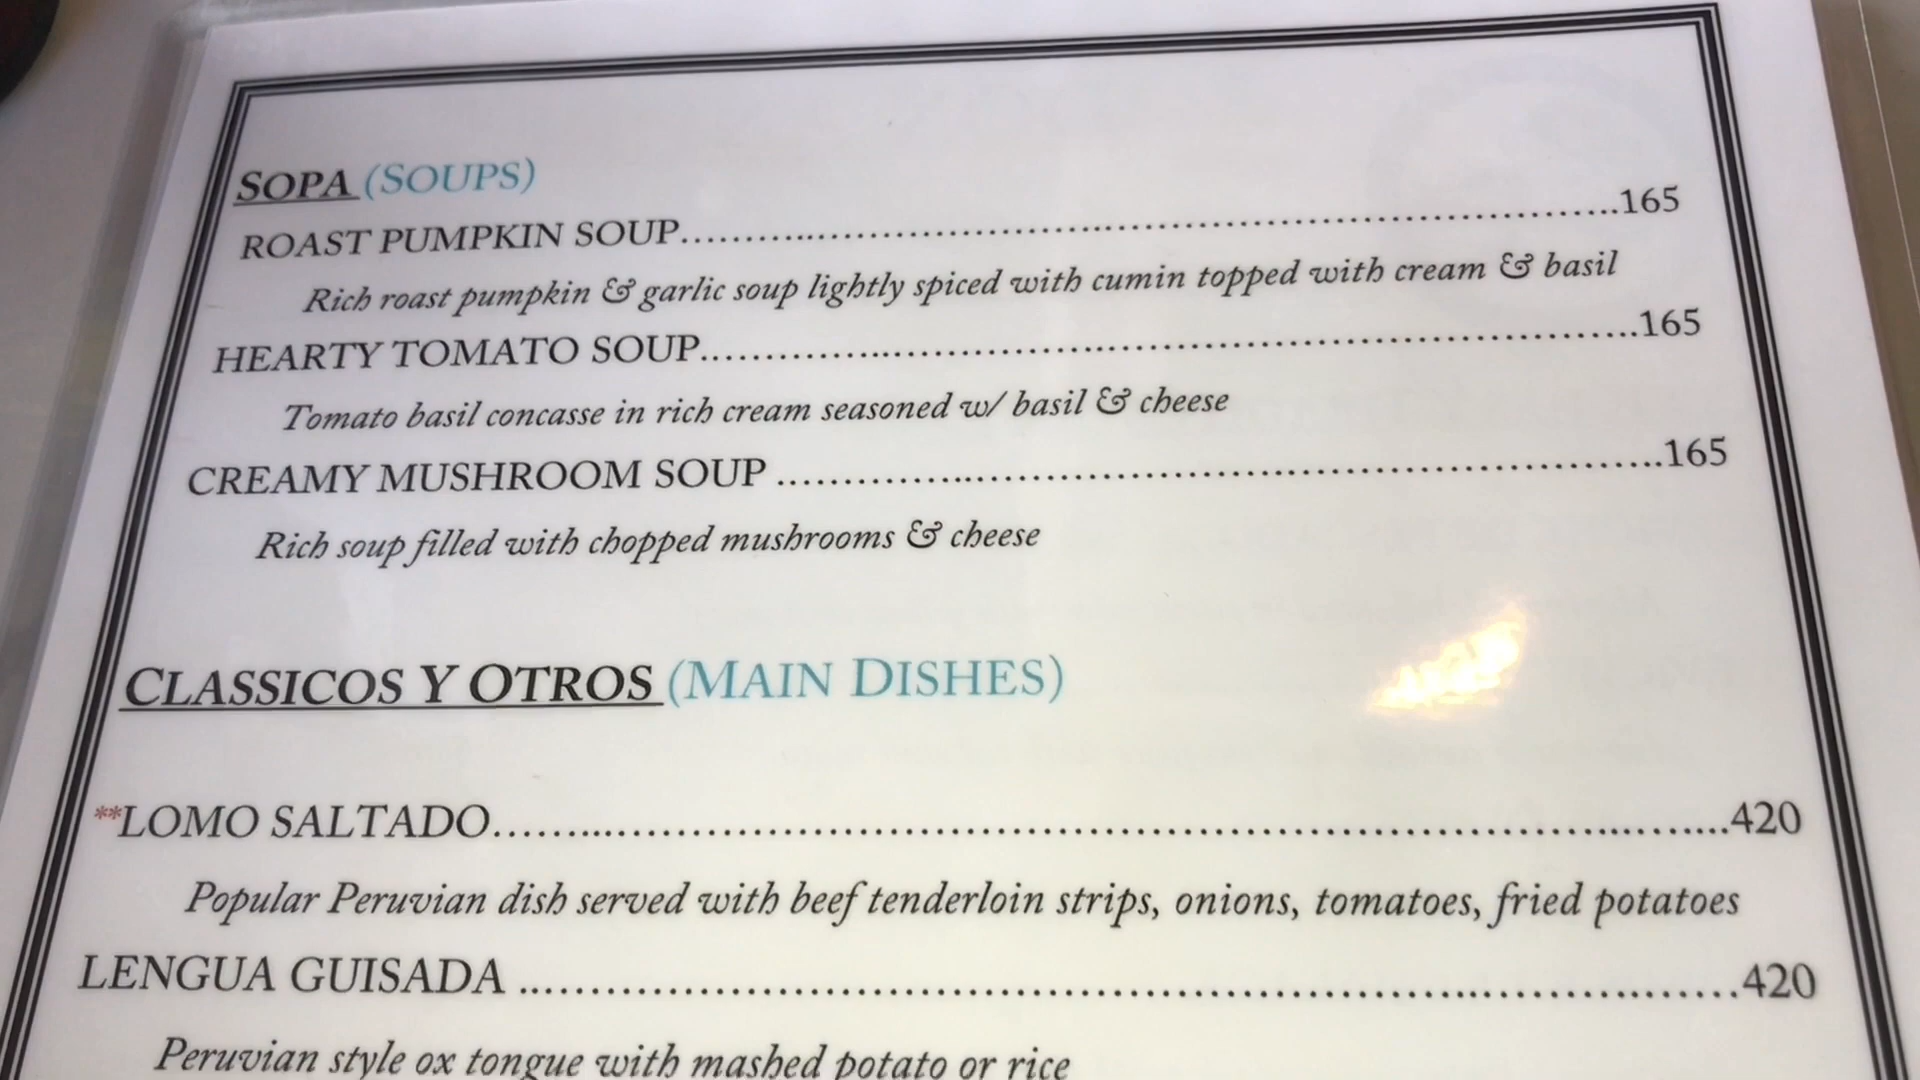 SOPA (SOUPS)
ROAST PUMPKIN SOUP..........................................................165
Rich roast pumpkin & garlic soup lightly spiced with cumin topped with cream & basil
HEARTY TOMATO SOUP..........................................................165
Tomato basil concasse in rich cream seasoned w/ basil & cheese
CREAMY MUSHROOM SOUP ......................................................165
Rich soup filled with chopped mushrooms & cheese
CLASSICOS Y OTROS (MAIN DISHES)
**LOMO SALTADO..............................................................420
Popular Peruvian dish served with beef tenderloin strips, onions, tomatoes, fried potatoes
LENGUA GUISADA .............................................................420
Peruvian style ox tongue with mashed potato or rice